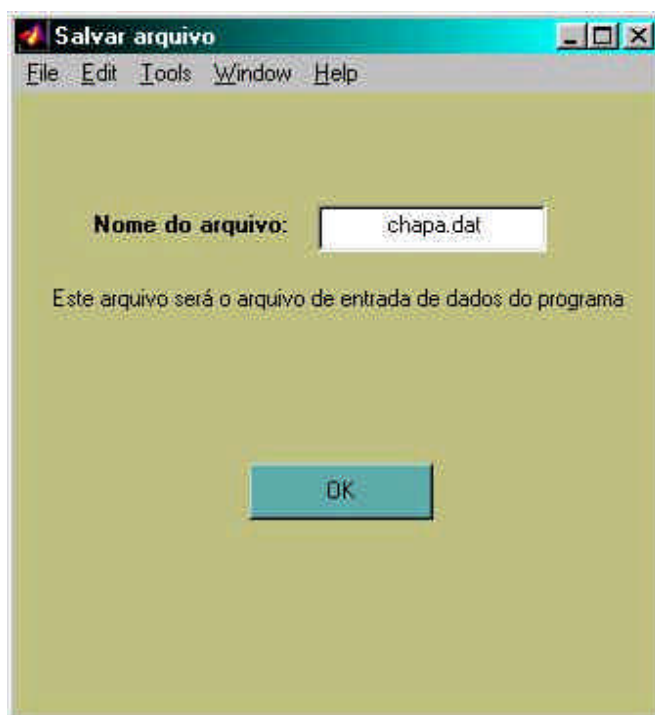 Salvar arquivo
File Edit Tools Window Help
Nome do arquivo: chapa.dat
Este arquivo será o arquivo de entrada de dados do programa
OK